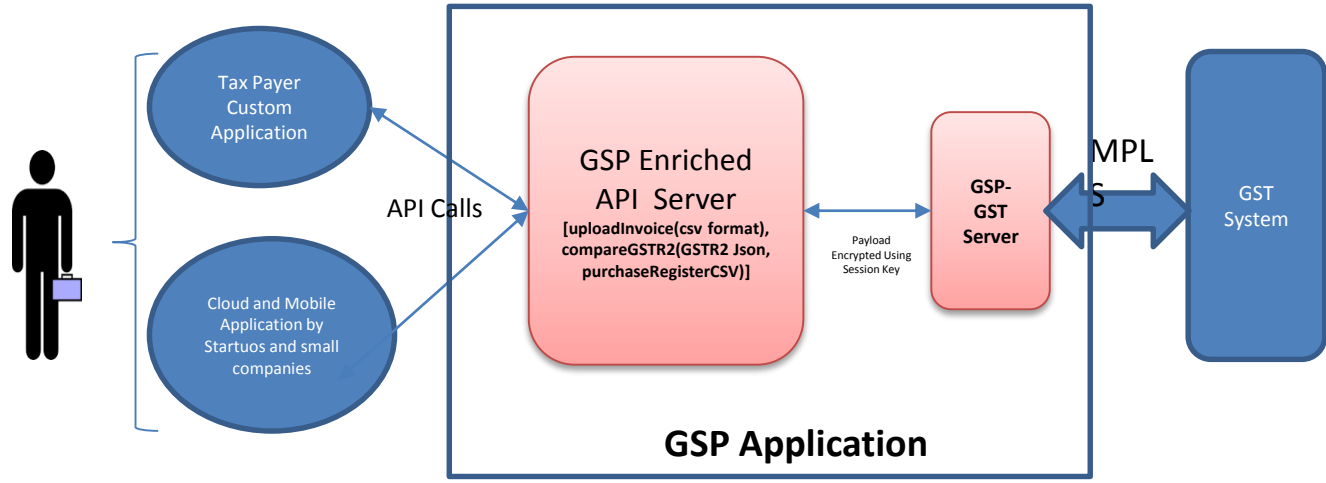 Tax Payer
Custom
Application
Cloud and Mobile
Application by
Startuos and small
companies
API Calls
GSP Enriched
API Server
[uploadInvoice(csv format),
compareGSTR2(GSTR2 Json,
purchaseRegisterCSV)]
Payload
Encrypted Using
Session Key
GSP-
GST
Server
MPL
S
GST
System
GSP Application